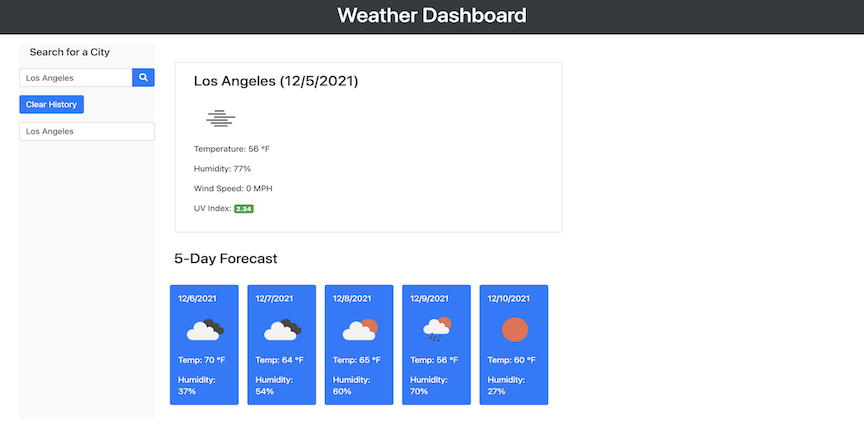 Weather Dashboard
Search for a City
Los Angeles
Clear History
Los Angeles
Los Angeles (12/5/2021)
Temperature: 56 °F
Humidity: 77%
Wind Speed: 0 MPH
UV Index: 2.34
5-Day Forecast
12/6/2021
Temp: 70 °F
Humidity:
37%
12/7/2021
Temp: 64 °F
Humidity:
54%
12/8/2021
Temp: 65 °F
Humidity:
60%
12/9/2021
Temp: 56 °F
Humidity:
70%
12/10/2021
Temp: 60 °F
Humidity:
27%